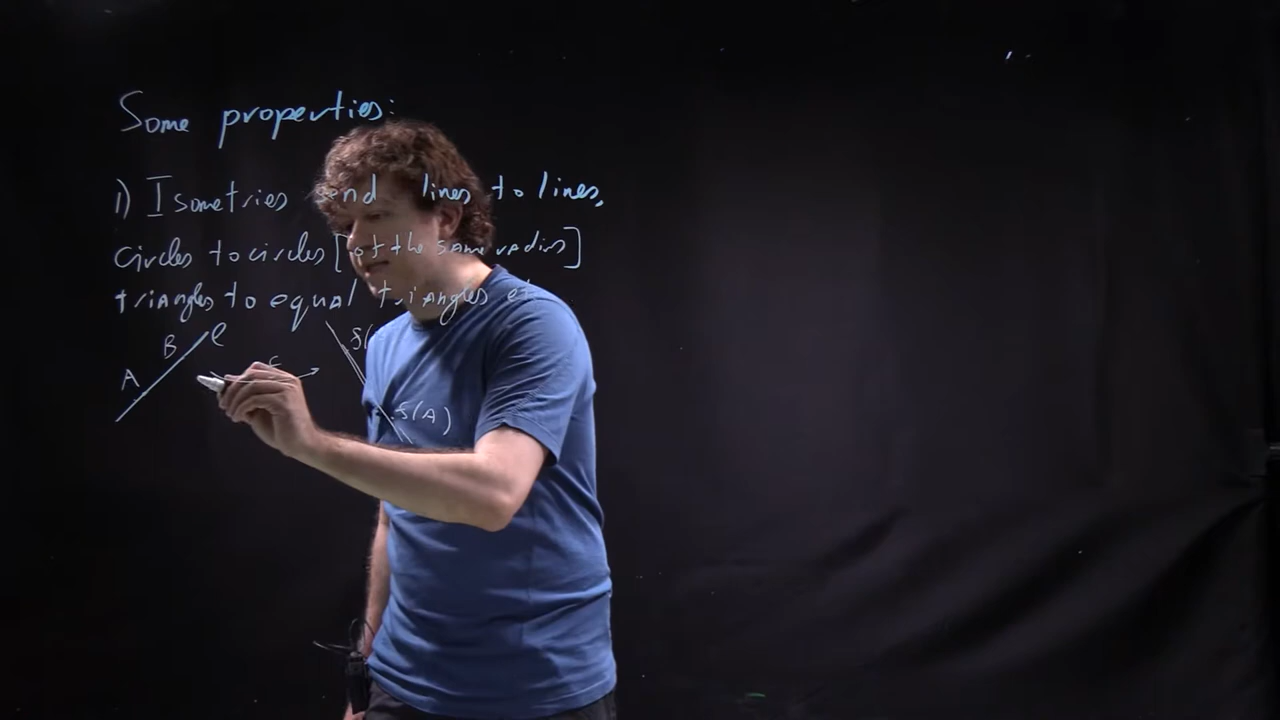 Some properties:
1) Isometries send lines to lines,
circles to circles [of the same radius]
triangles to equal triangles
A B l
f
f(A)